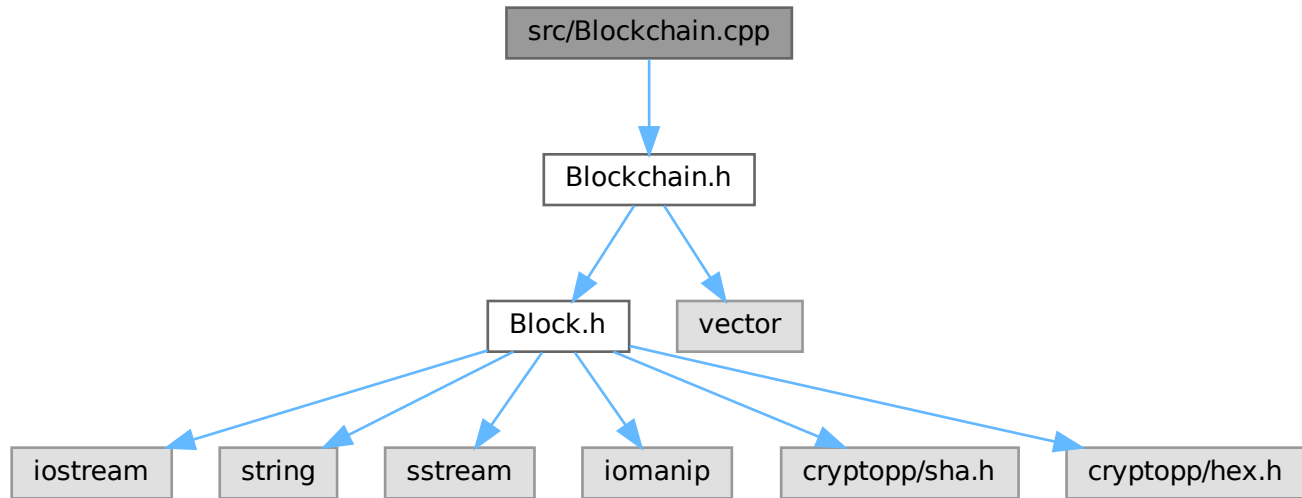 src/Blockchain.cpp
Blockchain.h
Block.h
vector
iostream
string
sstream
iomanip
cryptopp/sha.h
cryptopp/hex.h